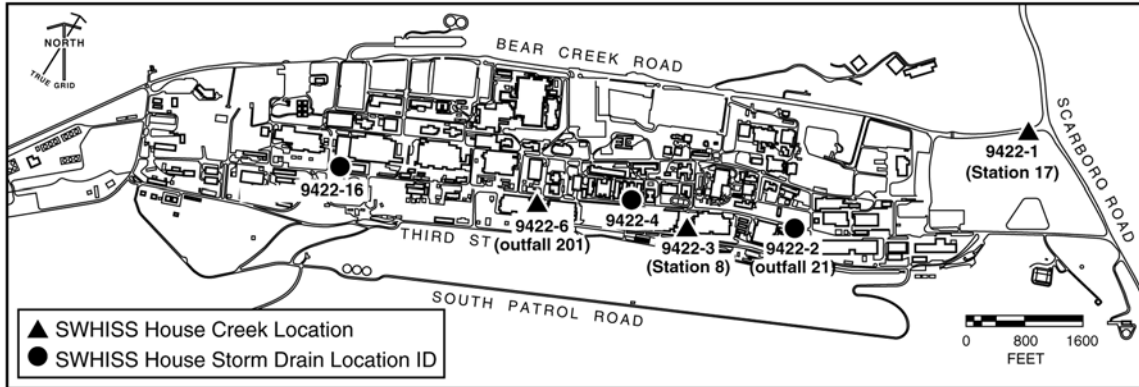 NORTH
TRUE GRID
BEAR CREEK ROAD
SCARBORO ROAD
9422-1
(Station 17)
9422-16
9422-6
(outfall 201)
9422-4
9422-3
(Station 8)
9422-2
(outfall 21)
THIRD ST
SOUTH PATROL ROAD
SWHISS House Creek Location
SWHISS House Storm Drain Location ID
0 800 1600
FEET